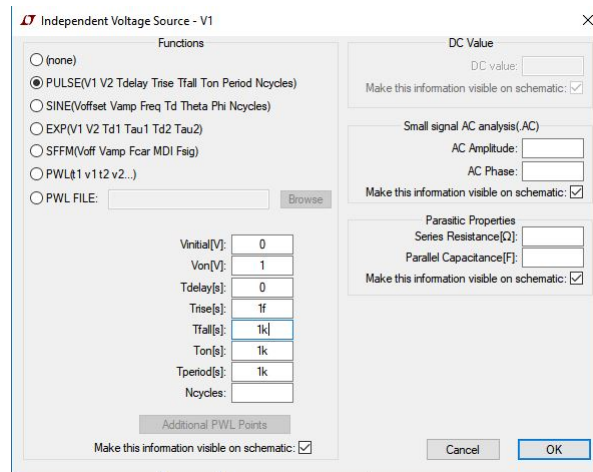 Independent Voltage Source - V1
Functions
(none)
PULSE(V1 V2 Tdelay Trise Tfall Ton Period Ncycles)
SINE(Voffset Vamp Freq Td Theta Phi Ncycles)
EXP(V1 V2 Td1 Tau1 Td2 Tau2)
SFFM(Voff Vamp Fcar MDI Fsig)
PWL(t1 v1 t2 v2...)
PWL FILE: Browse
Vinitial[V]: 0
Von[V]: 1
Tdelay[s]: 0
Trise[s]: 1f
Tfall[s]: 1k
Ton[s]: 1k
Tperiod[s]: 1k
Ncycles:
Additional PWL Points
Make this information visible on schematic:
DC Value
DC value:
Make this information visible on schematic:
Small signal AC analysis(.AC)
AC Amplitude:
AC Phase:
Make this information visible on schematic:
Parasitic Properties
Series Resistance[Ω]:
Parallel Capacitance[F]:
Make this information visible on schematic:
Cancel OK